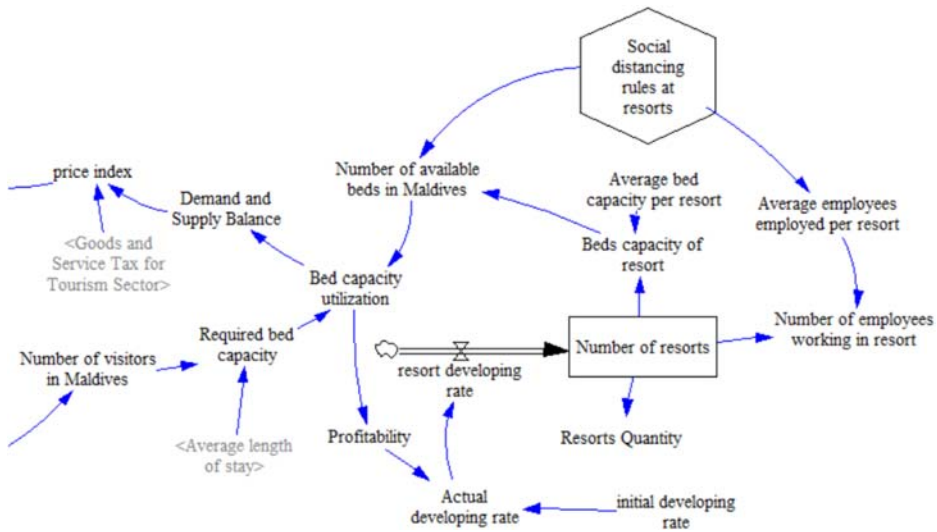 Social
distancing
rules at
resorts
price index
Number of available
beds in Maldives
Average bed
capacity per resort
Demand and
Supply Balance
Average employees
employed per resort
<Goods and
Service Tax for
Tourism Sector>
Beds capacity of
resort
Bed capacity
utilization
Required bed
capacity
Number of employees
working in resort
Number of resorts
Number of visitors
in Maldives
resort developing
rate
<Average length
of stay>
Profitability
Resorts Quantity
Actual
developing rate
initial developing
rate